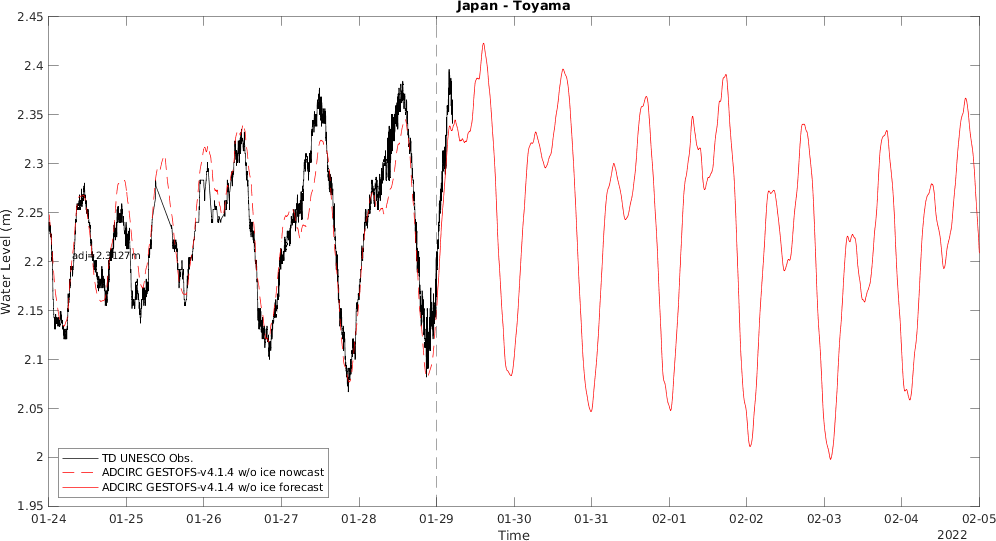 Japan - Toyama
2.45
2.4
2.35
2.3
2.25
2.2
2.15
2.1
2.05
2
1.95
Water Level (m)
adj=2.3127m
TD UNESCO Obs.
ADCIRC GESTOFS-v4.1.4 w/o ice nowcast
ADCIRC GESTOFS-v4.1.4 w/o ice forecast
01-24 01-25 01-26 01-27 01-28 01-29 01-30 01-31 02-01 02-02 02-03 02-04 02-05
Time
2022